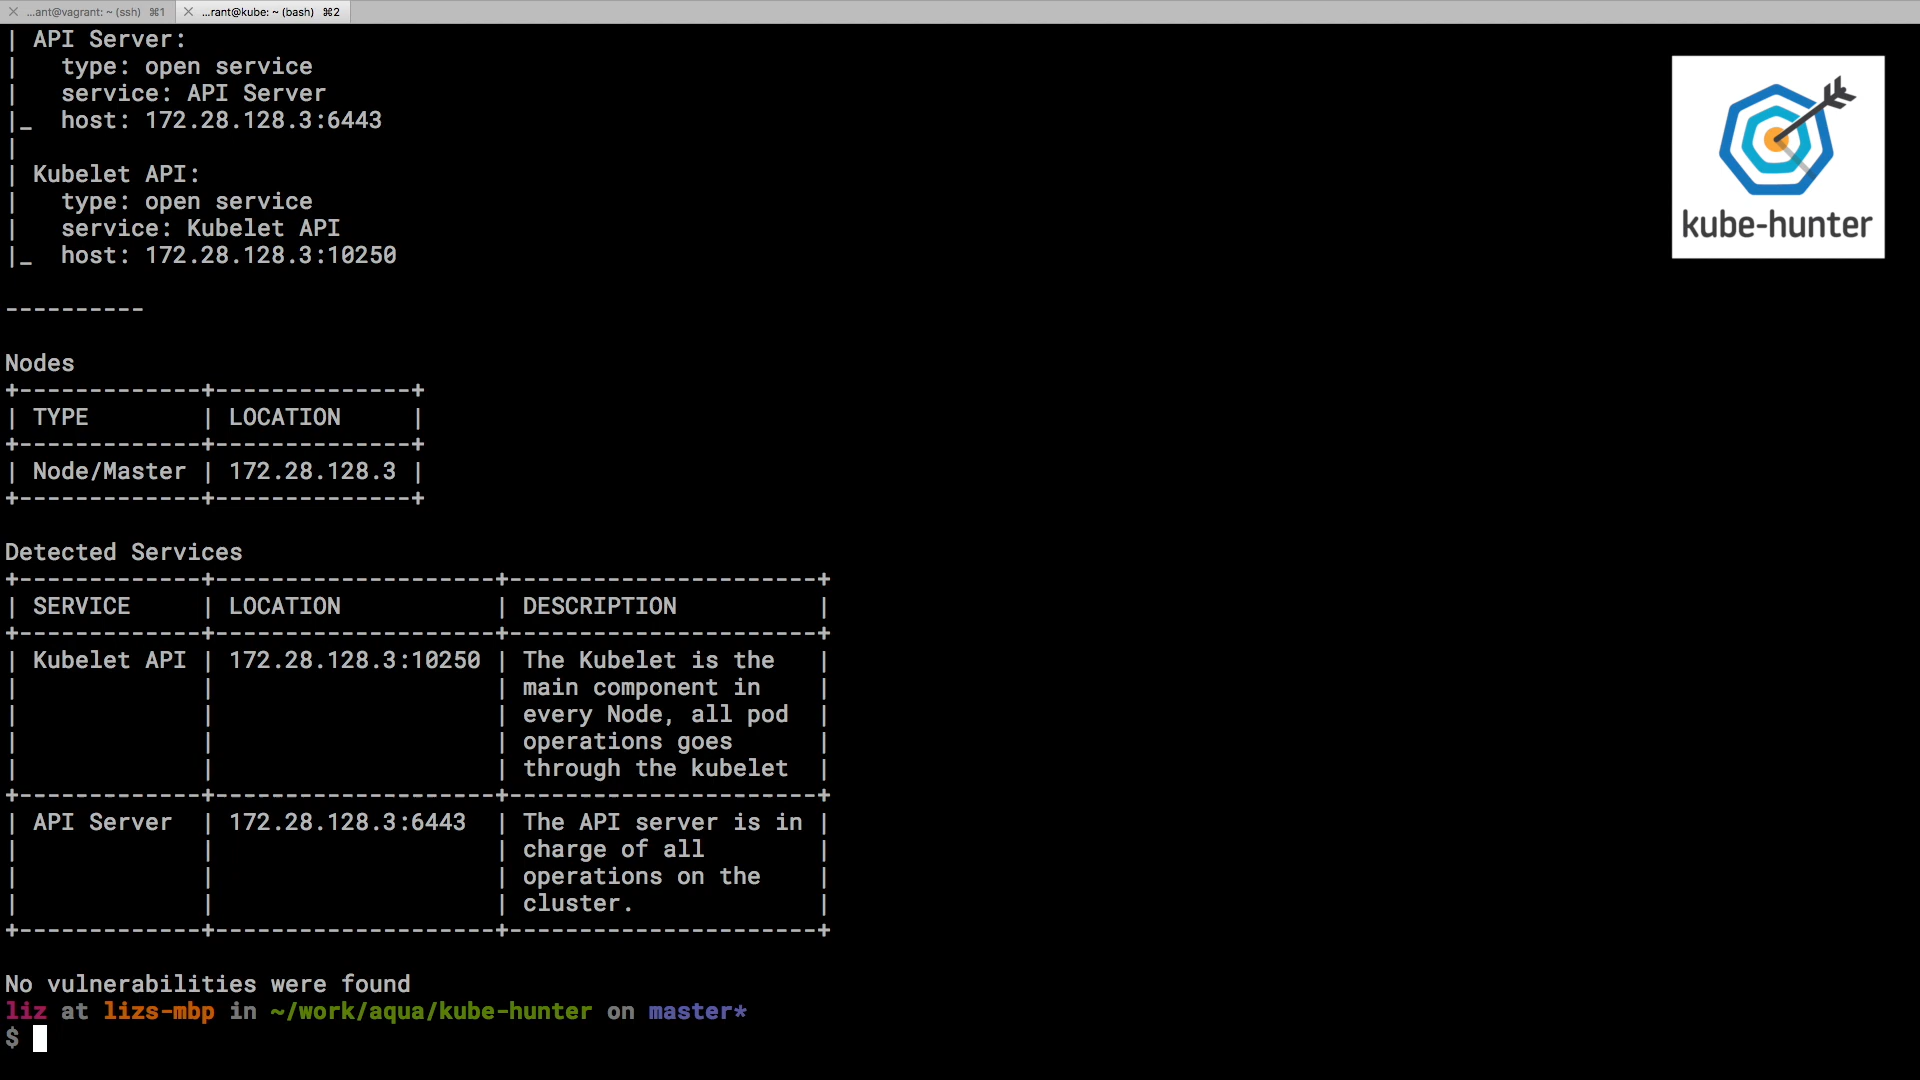 ...ant@vagrant: ~ (ssh) ⌘1 ...rant@kube: ~ (bash) ⌘2
| API Server:
|   type: open service
|   service: API Server
|_  host: 172.28.128.3:6443
|
| Kubelet API:
|   type: open service
|   service: Kubelet API
|_  host: 172.28.128.3:10250
kube-hunter
----------
Nodes
+-------------+--------------+
| TYPE        | LOCATION     |
+-------------+--------------+
| Node/Master | 172.28.128.3 |
+-------------+--------------+
Detected Services
+-------------+--------------------+----------------------+
| SERVICE     | LOCATION           | DESCRIPTION          |
+-------------+--------------------+----------------------+
| Kubelet API | 172.28.128.3:10250 | The Kubelet is the   |
|             |                    | main component in    |
|             |                    | every Node, all pod  |
|             |                    | operations goes      |
|             |                    | through the kubelet  |
+-------------+--------------------+----------------------+
| API Server  | 172.28.128.3:6443  | The API server is in |
|             |                    | charge of all        |
|             |                    | operations on the    |
|             |                    | cluster.             |
+-------------+--------------------+----------------------+
No vulnerabilities were found
liz at lizs-mbp in ~/work/aqua/kube-hunter on master*
$